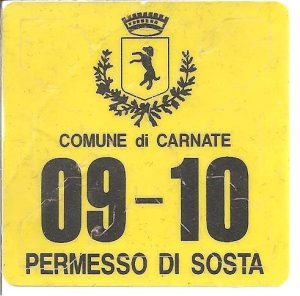 COMUNE di CARNATE
09-10
PERMESSO DI SOSTA